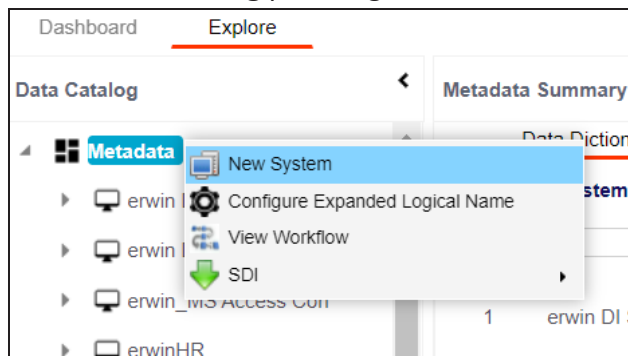 Dashboard Explore
Data Catalog
Metadata Summary
Metadata
New System
erwin
Configure Expanded Logical Name
View Workflow
erwin
SDI
erwin_MS Access
1 erwin DI
erwinHR